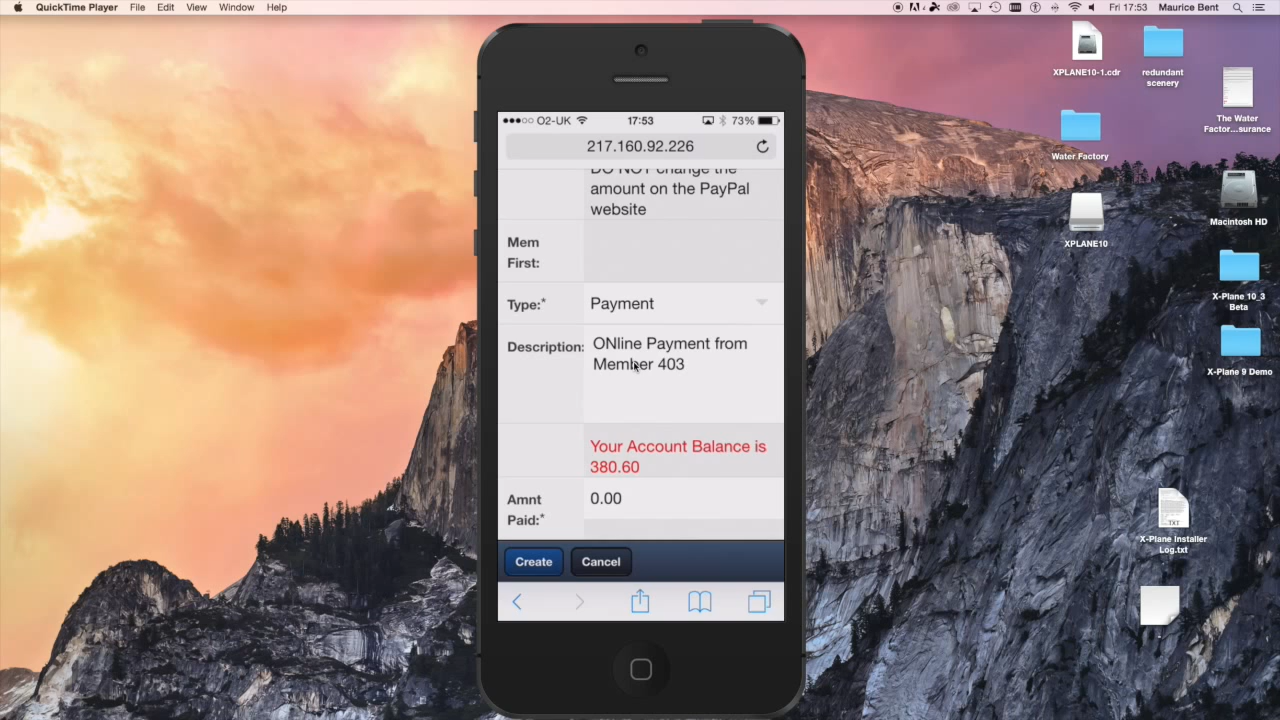 QuickTime Player File Edit View Window Help
Fri 17:53 Maurice Bent
XPLANE10-1.cdr
redundant
scenery
The Water
Factor...surance
Water Factory
Macintosh HD
XPLANE10
X-Plane 10_3
Beta
X-Plane 9 Demo
X-Plane Installer
Log.txt
TXT
O2-UK 17:53 73%
217.160.92.226
DO NOT change the
amount on the PayPal
website
Mem
First:
Type:* Payment
Description: ONline Payment from
Member 403
Your Account Balance is
380.60
Amnt
Paid:* 0.00
Create Cancel